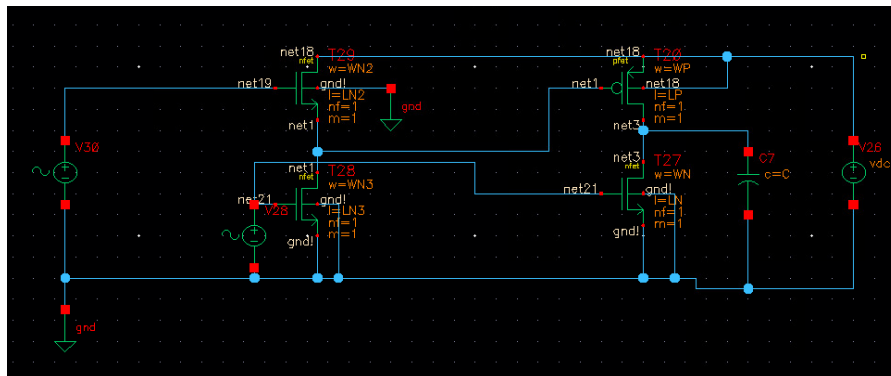 net18
T29
nfet
w=WN2
net19
gnd!
l=LN2
nf=1
m=1
net1
gnd
V30
net1
T28
nfet
w=WN3
net21
V28
gnd!
l=LN3
nf=1
m=1
gnd!
gnd
net18
T20
pfet
w=WP
net1
net18
l=LP
nf=1
m=1
net3
net3
T27
nfet
w=WN
net21
gnd!
l=LN
nf=1
m=1
gnd!
C7
c=C
V26
vdc